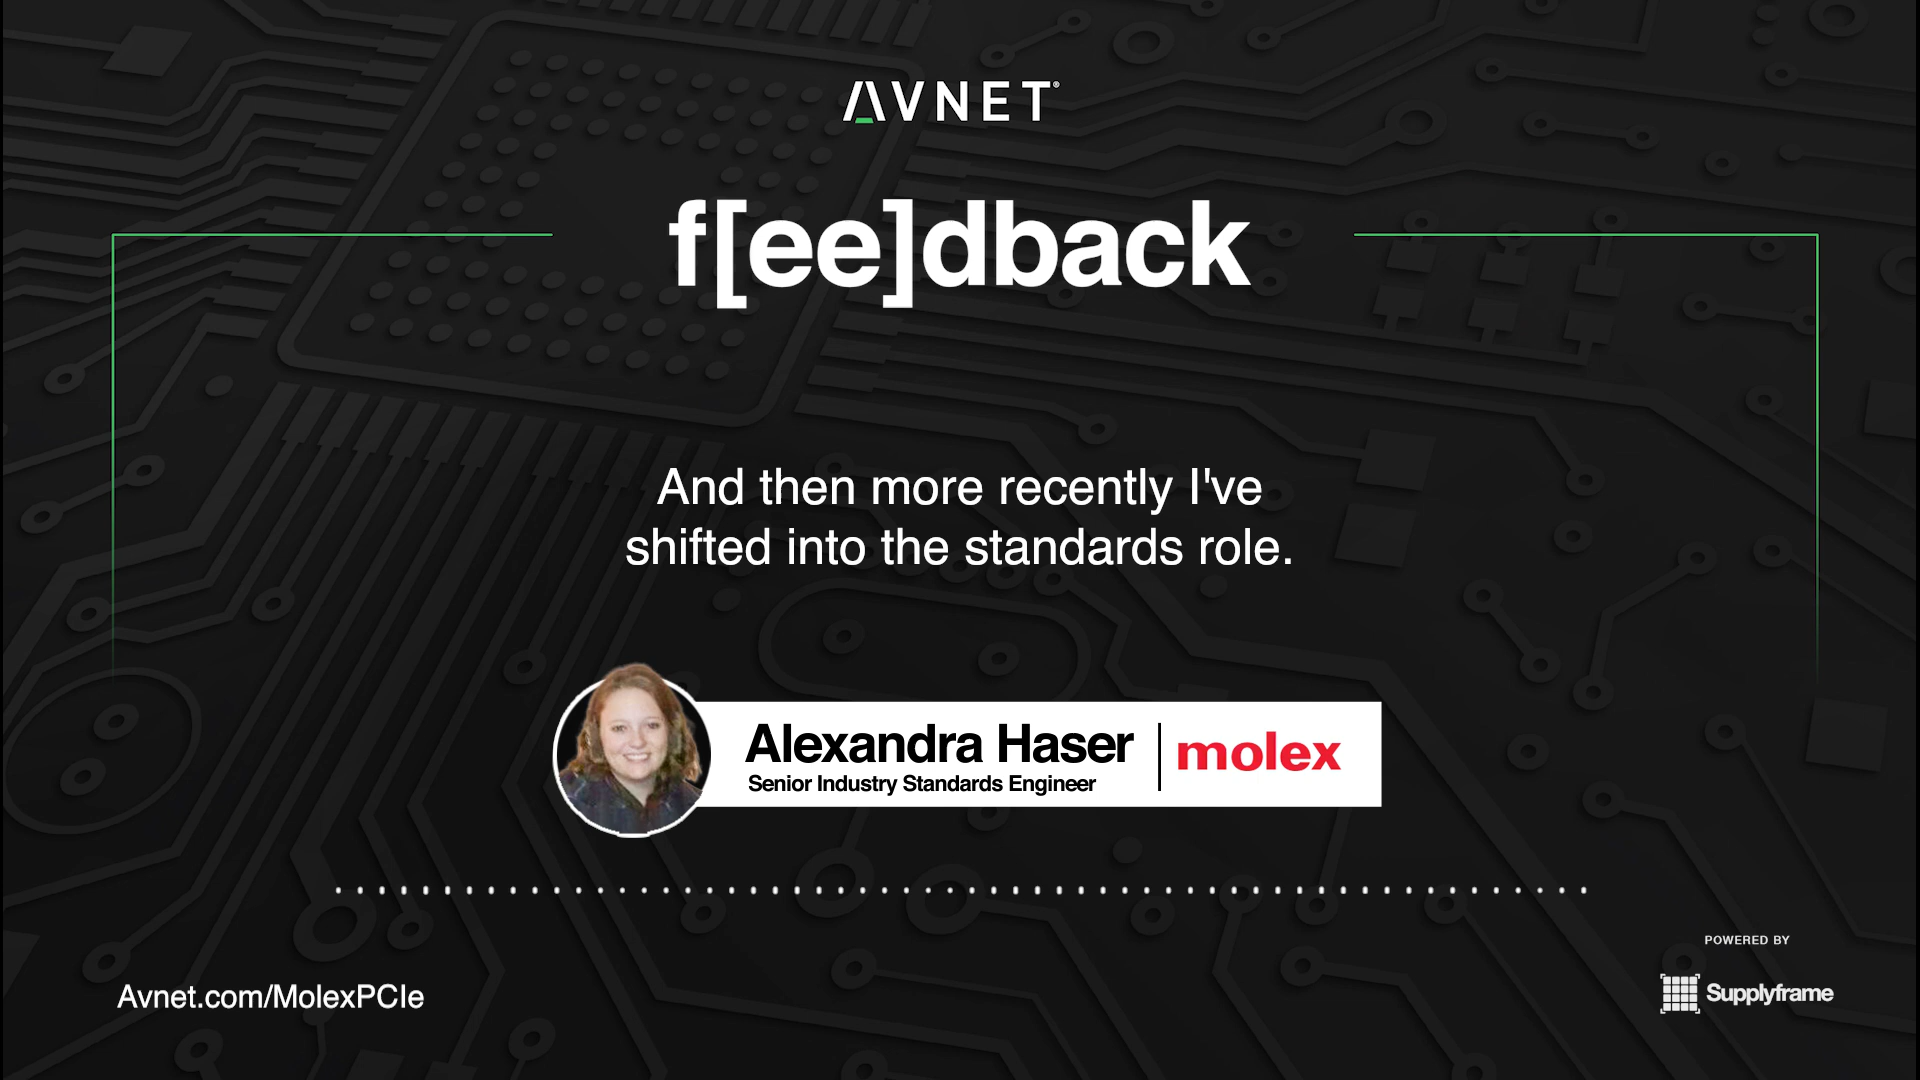 AVNET®
f[ee]dback
And then more recently I've
shifted into the standards role.
Alexandra Haser
Senior Industry Standards Engineer
molex
POWERED BY
Supplyframe
Avnet.com/MolexPCIe